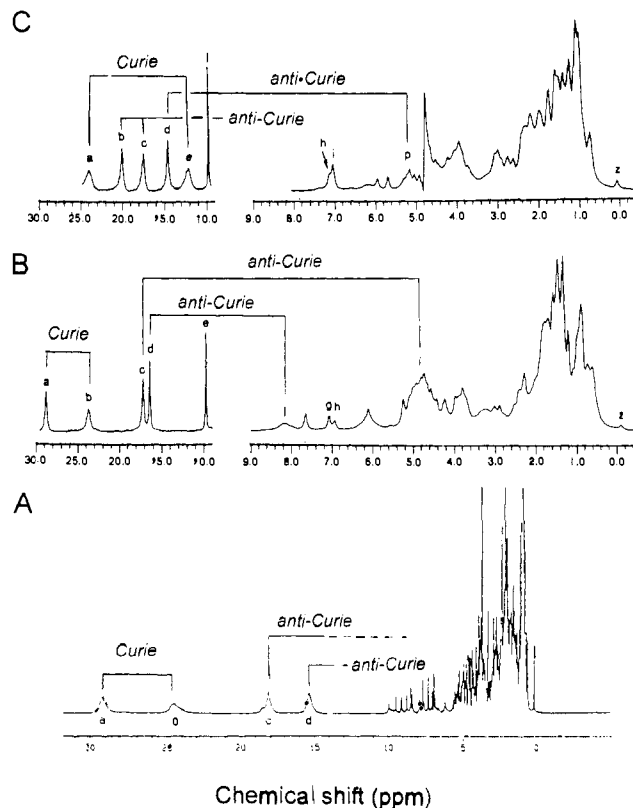 C
Curie
anti•Curie
anti-Curie
a b c d e h p z
30.0 25.0 20.0 15.0 10.0 9.0 8.0 7.0 6.0 5.0 4.0 3.0 2.0 1.0 0.0
B
anti-Curie
anti-Curie
Curie
a b c d e g h z
30.0 25.0 20.0 15.0 90.0 9.0 8.0 7.0 6.0 5.0 4.0 3.0 2.0 1.0 0.0
A
anti-Curie
Curie
anti-Curie
a c d
20 15 10 5 0
Chemical shift (ppm)